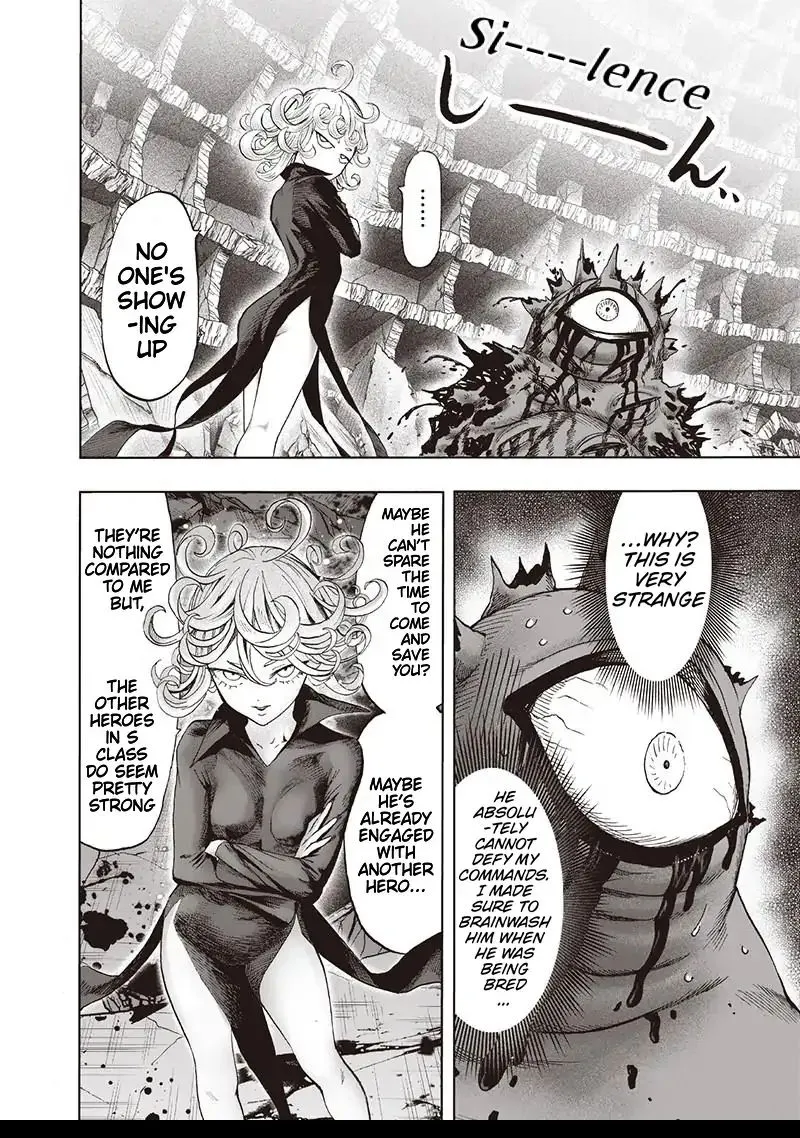 Si----lence
しーん、、
........
NO
ONE'S
SHOW
-ING
UP
...WHY?
THIS IS
VERY
STRANGE
HE
ABSOLU
-TELY
CANNOT
DEFY MY
COMMANDS.
I MADE
SURE TO
BRAINWASH
HIM WHEN
HE WAS
BEING
BRED
...
MAYBE
HE
CAN'T
SPARE
THE
TIME TO
COME
AND
SAVE
YOU?
MAYBE
HE'S
ALREADY
ENGAGED
WITH
ANOTHER
HERO...
THEY'RE
NOTHING
COMPARED
TO ME
BUT,
THE
OTHER
HEROES
IN S
CLASS
DO SEEM
PRETTY
STRONG